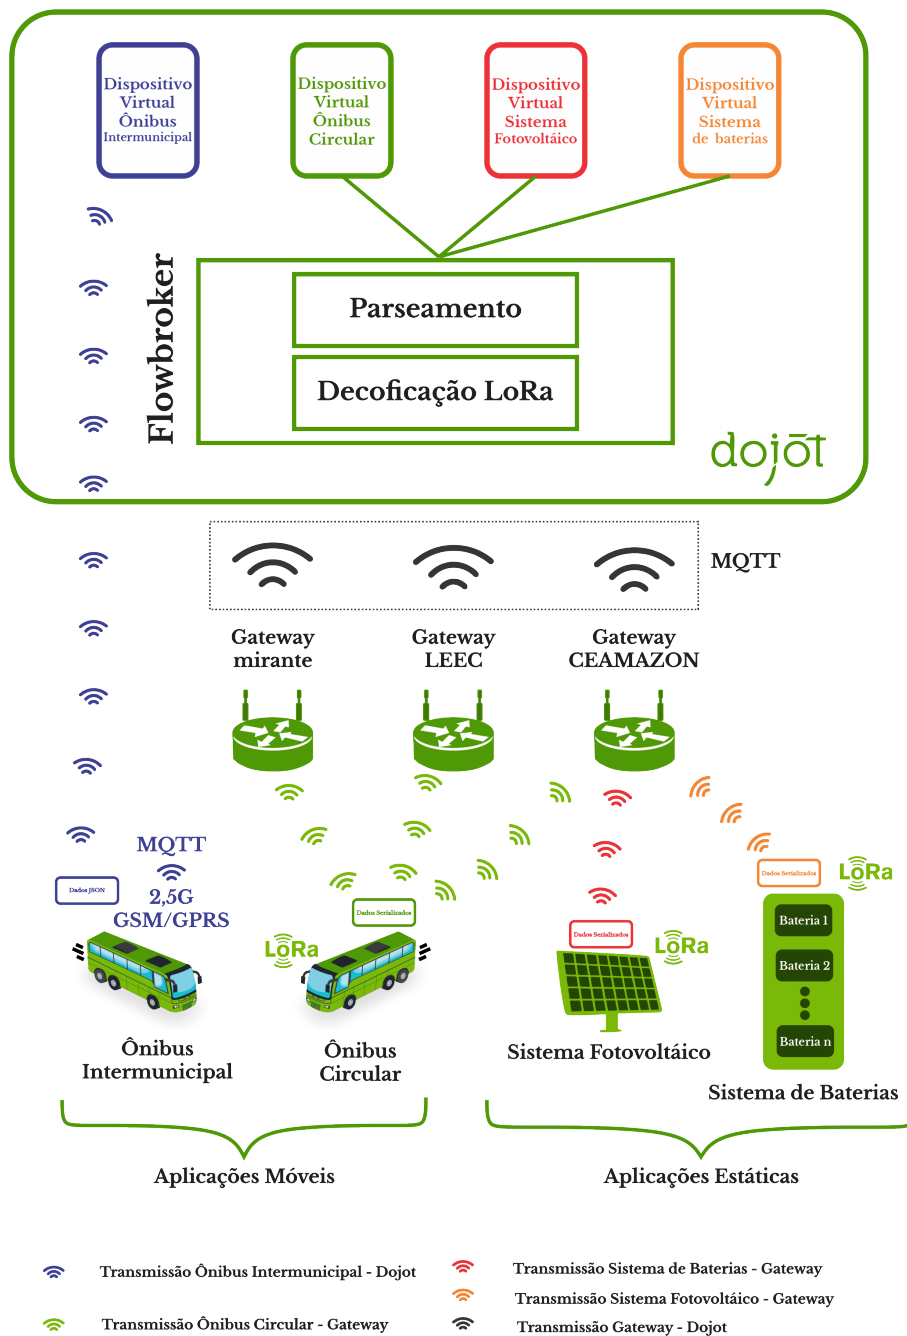 Dispositivo
Virtual
Ônibus
Intermunicipal
Dispositivo
Virtual
Ônibus
Circular
Dispositivo
Virtual
Sistema
Fotovoltáico
Dispositivo
Virtual
Sistema
de baterias
Flowbroker
Parseamento
Decoficação LoRa
dojōt
MQTT
Gateway
mirante
Gateway
LEEC
Gateway
CEAMAZON
MQTT
2,5G
GSM/GPRS
Dados JSON
Dados Serializados
LoRa
Dados Serializados
LoRa
Dados Serializados
LoRa
Bateria 1
Bateria 2
Bateria n
Ônibus
Intermunicipal
Ônibus
Circular
Sistema Fotovoltáico
Sistema de Baterias
Aplicações Móveis
Aplicações Estáticas
Transmissão Ônibus Intermunicipal - Dojot
Transmissão Ônibus Circular - Gateway
Transmissão Sistema de Baterias - Gateway
Transmissão Sistema Fotovoltáico - Gateway
Transmissão Gateway - Dojot